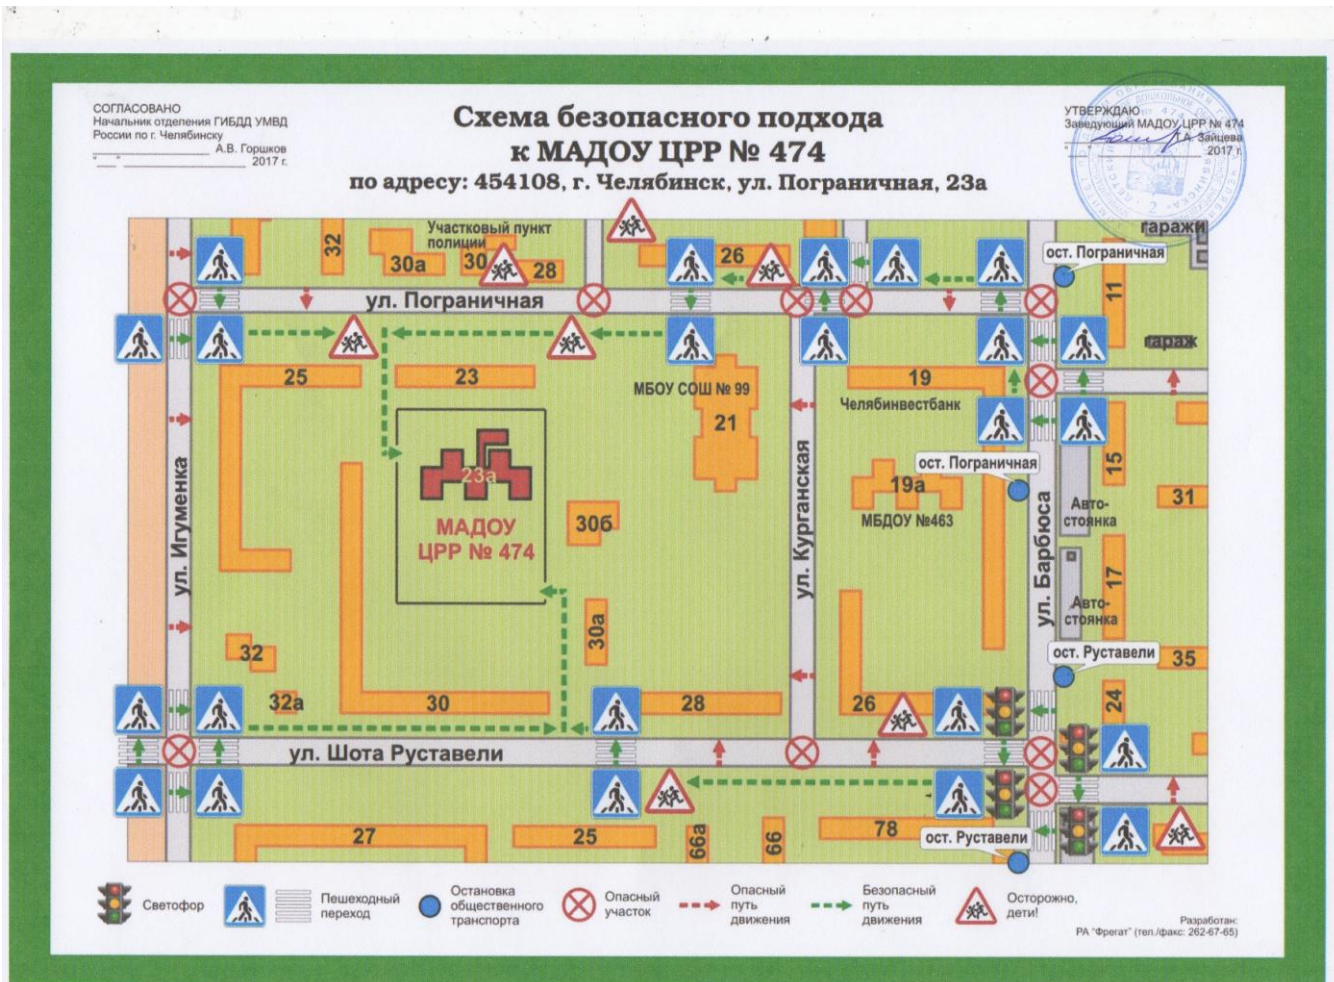 СОГЛАСОВАНО
Начальник отделения ГИБДД УМВД
России по г. Челябинску
А.В. Горшков
"___" 2017 г.
Схема безопасного подхода
к МАДОУ ЦРР № 474
по адресу: 454108, г. Челябинск, ул. Пограничная, 23а
УТВЕРЖДАЮ
Заведующий МАДОУ ЦРР № 474
Зайцева
2017 г.
32
Участковый пункт
полиции
30а
30
28
26
гаражи
ост. Пограничная
11
ул. Пограничная
гараж
25
23
МБОУ СОШ № 99
21
19
Челябинвестбанк
ост. Пограничная
15
31
23а
МАДОУ
ЦРР № 474
30б
19а
МБДОУ №463
Авто-
стоянка
ул. Игуменка
ул. Курганская
ул. Барбюса
17
Авто-
стоянка
30а
32
ост. Руставели
35
32а
30
28
26
24
ул. Шота Руставели
27
25
66а
66
78
ост. Руставели
Светофор
Пешеходный
переход
Остановка
общественного
транспорта
Опасный
участок
Опасный
путь
движения
Безопасный
путь
движения
Осторожно,
дети!
Разработан:
РА "Фрегат" (тел./факс: 262-67-65)